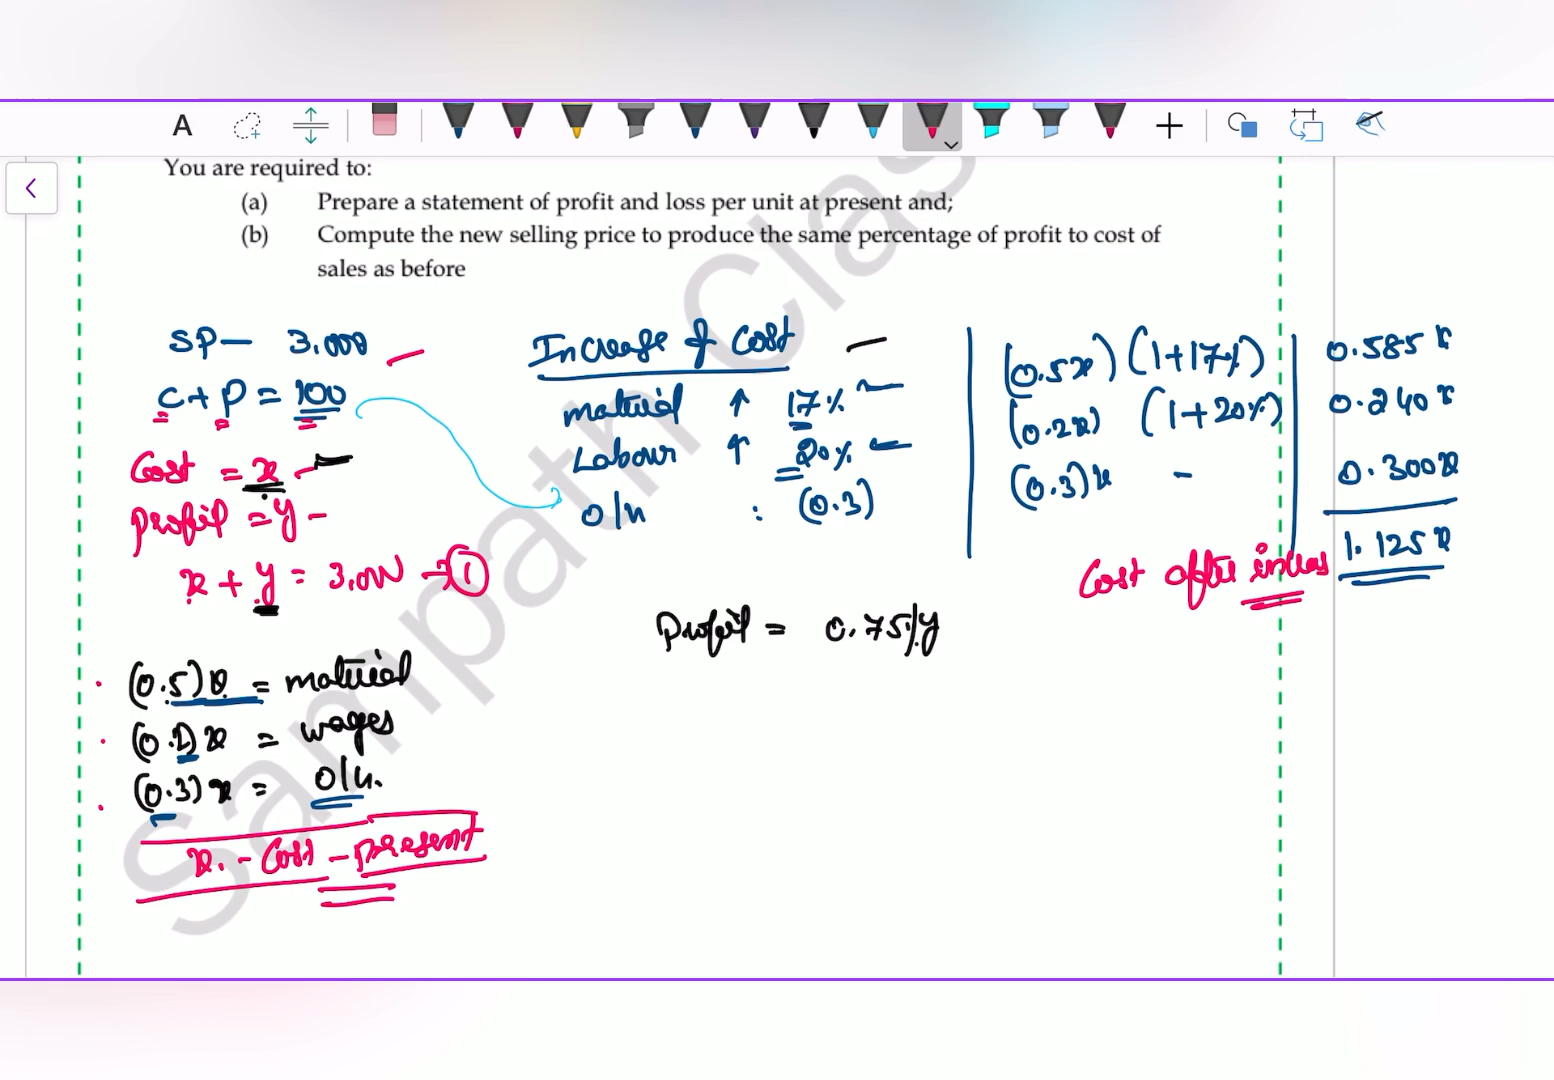 A
You are required to:
(a) Prepare a statement of profit and loss per unit at present and;
(b) Compute the new selling price to produce the same percentage of profit to cost of
sales as before
SP— 3,000
C + P = 100
Cost = x
Profit = y
x + y = 3,000 → 1
(0.5)x = material
(0.2)x = wages
(0.3)x = O/H.
x. - Cost - present
Increase of Cost
material ↑ 17%
Labour ↑ 20%
O/H : (0.3)
Profit = 0.75% y
(0.5x) (1+17%) 0.585x
(0.2x) (1+20%) 0.240x
(0.3)x - 0.300x
Cost after increas 1.125x
Sampath Clas